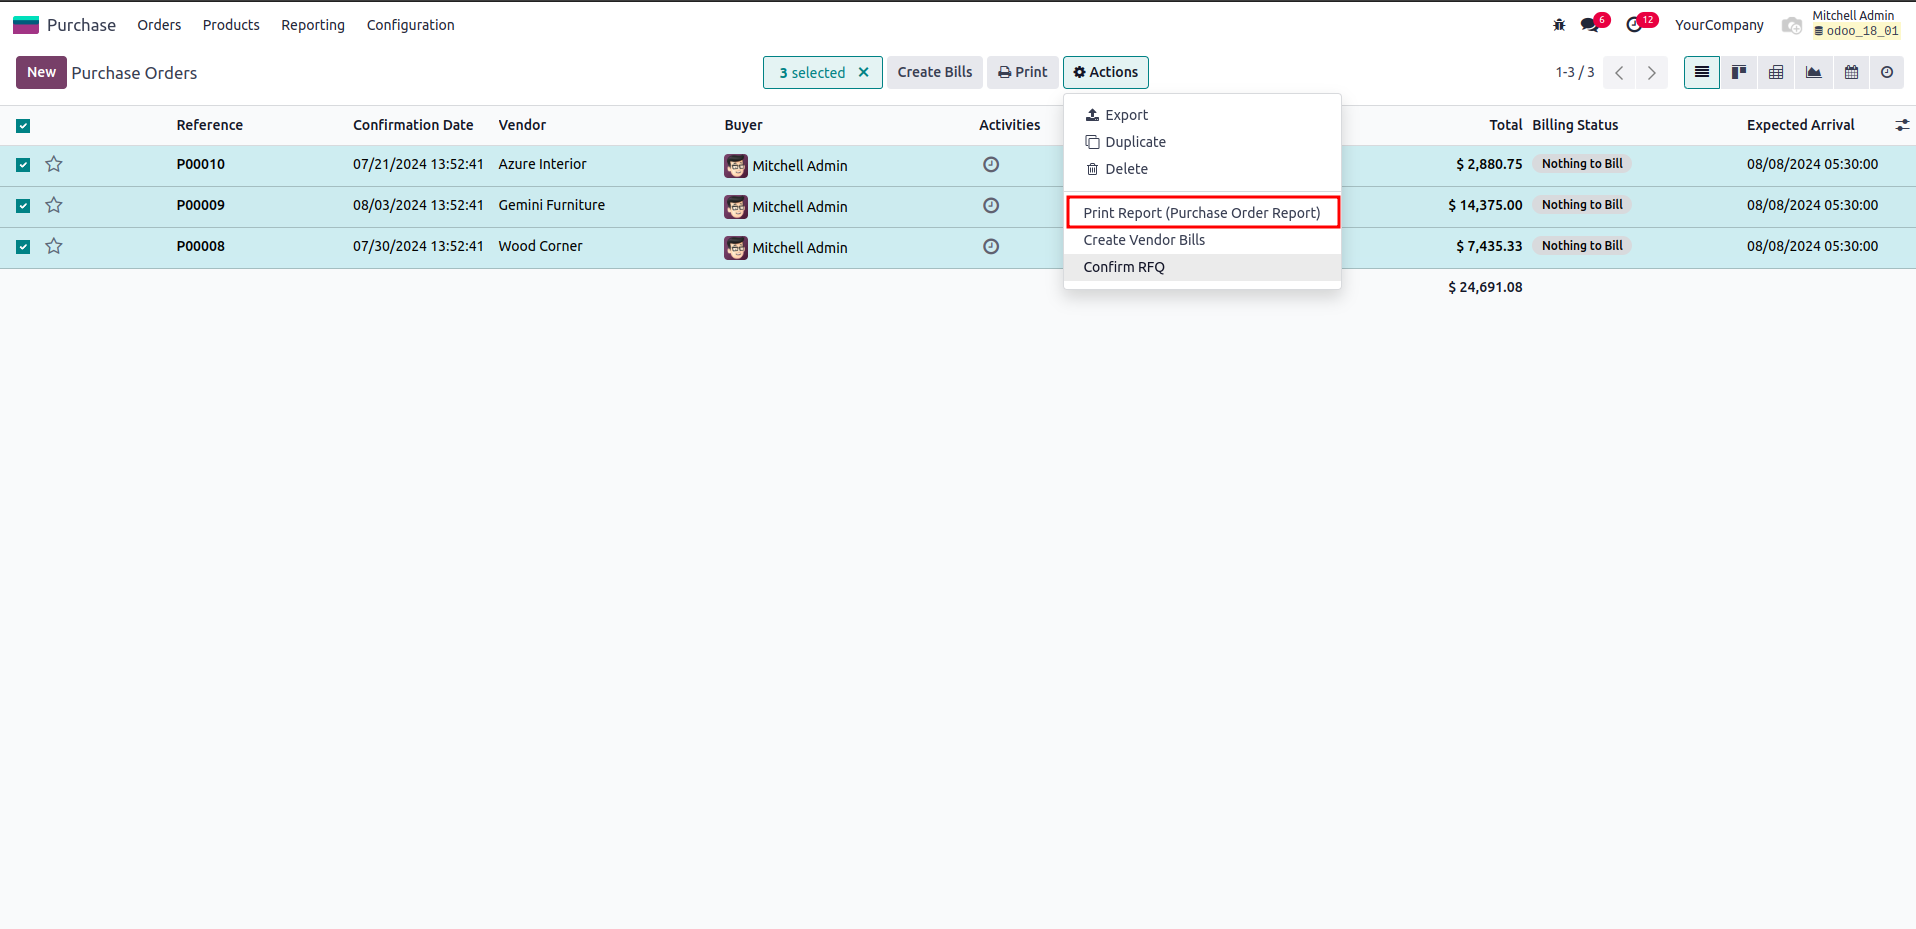 Purchase Orders Products Reporting Configuration 6 12 YourCompany Mitchell Admin
odoo_18_01
New Purchase Orders 3 selected × Create Bills Print Actions 1-3 / 3
Export
Duplicate
Delete
Print Report (Purchase Order Report)
Create Vendor Bills
Confirm RFQ
Reference Confirmation Date Vendor Buyer Activities Total Billing Status Expected Arrival
P00010 07/21/2024 13:52:41 Azure Interior Mitchell Admin $ 2,880.75 Nothing to Bill 08/08/2024 05:30:00
P00009 08/03/2024 13:52:41 Gemini Furniture Mitchell Admin $ 14,375.00 Nothing to Bill 08/08/2024 05:30:00
P00008 07/30/2024 13:52:41 Wood Corner Mitchell Admin $ 7,435.33 Nothing to Bill 08/08/2024 05:30:00
$ 24,691.08